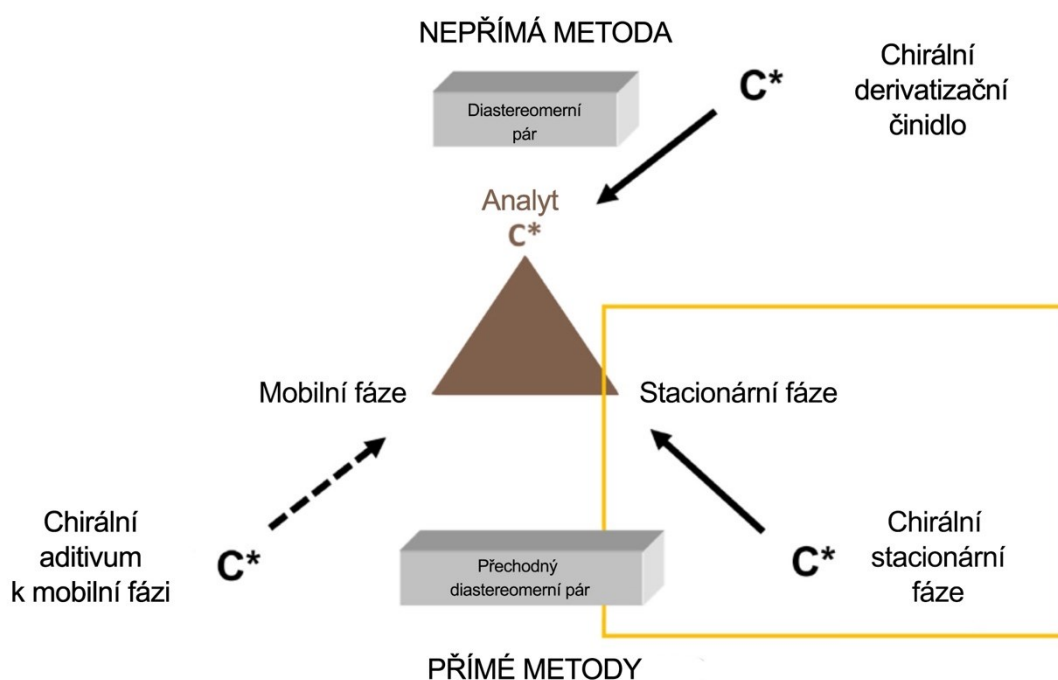 NEPŘÍMÁ METODA
Diastereomerní
pár
C*
Chirální
derivatizační
činidlo
Analyt
C*
Mobilní fáze
Stacionární fáze
Chirální
aditivum
k mobilní fázi
C*
Přechodný
diastereomerní pár
C*
Chirální
stacionární
fáze
PŘÍMÉ METODY